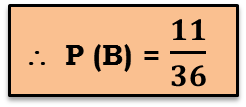 ∴ P (B) = 11/36